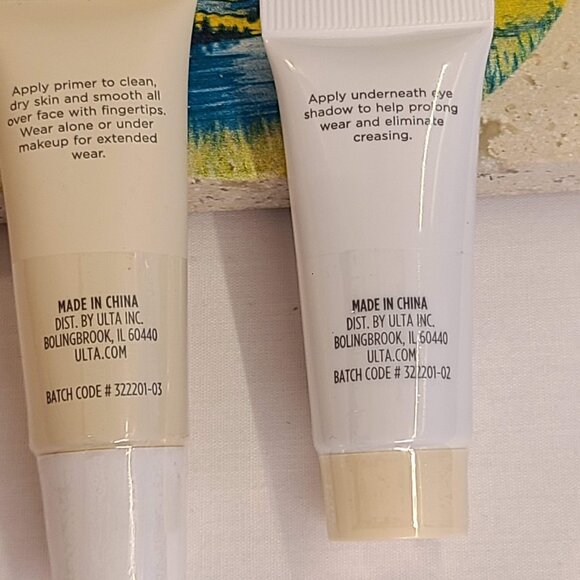 Apply primer to clean,
dry skin and smooth all
over face with fingertips.
Wear alone or under
makeup for extended
wear.
MADE IN CHINA
DIST. BY ULTA INC.
BOLINGBROOK, IL 60440
ULTA.COM
BATCH CODE # 322201-03
Apply underneath eye
shadow to help prolong
wear and eliminate
creasing.
MADE IN CHINA
DIST. BY ULTA INC.
BOLINGBROOK, IL 60440
ULTA.COM
BATCH CODE # 322201-02